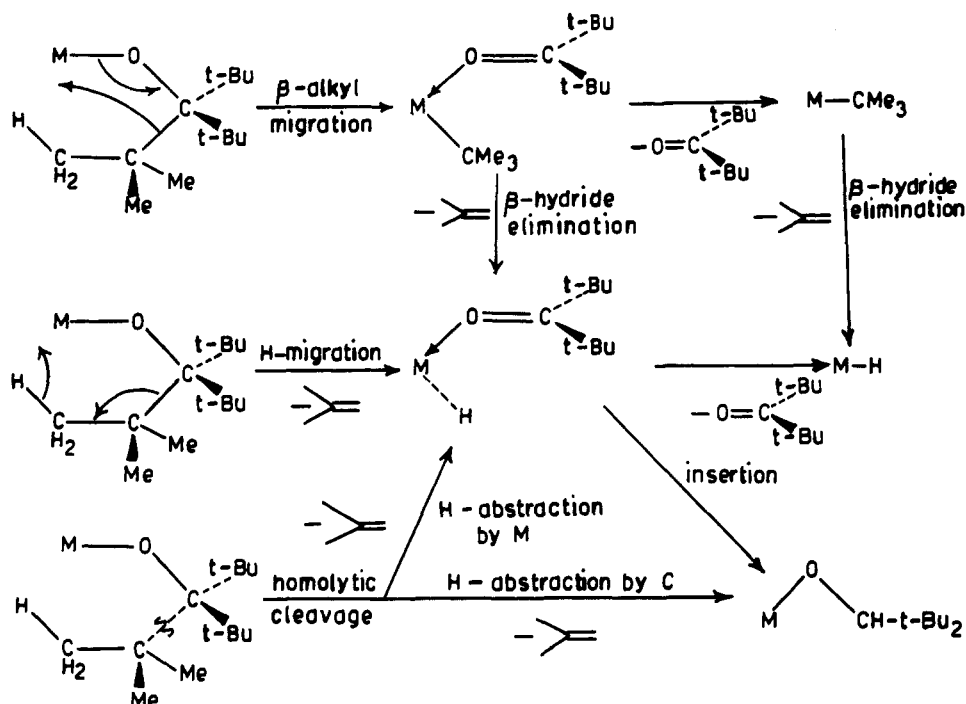 M—O
t-Bu
C
t-Bu
H
C
H2
C
Me
Me
β-alkyl
migration
O=C
t-Bu
t-Bu
M
CMe3
t-Bu
−O=C
t-Bu
M—CMe3
−
β-hydride
elimination
−
β-hydride
elimination
M—O
t-Bu
C
t-Bu
H
C
H2
C
Me
Me
H-migration
−
O=C
t-Bu
t-Bu
M
H
t-Bu
−O=C
t-Bu
M-H
insertion
−
H-abstraction
by M
M—O
t-Bu
C
t-Bu
H
C
H2
C
Me
Me
homolytic
cleavage
H-abstraction by C
−
O
M
CH-t-Bu2